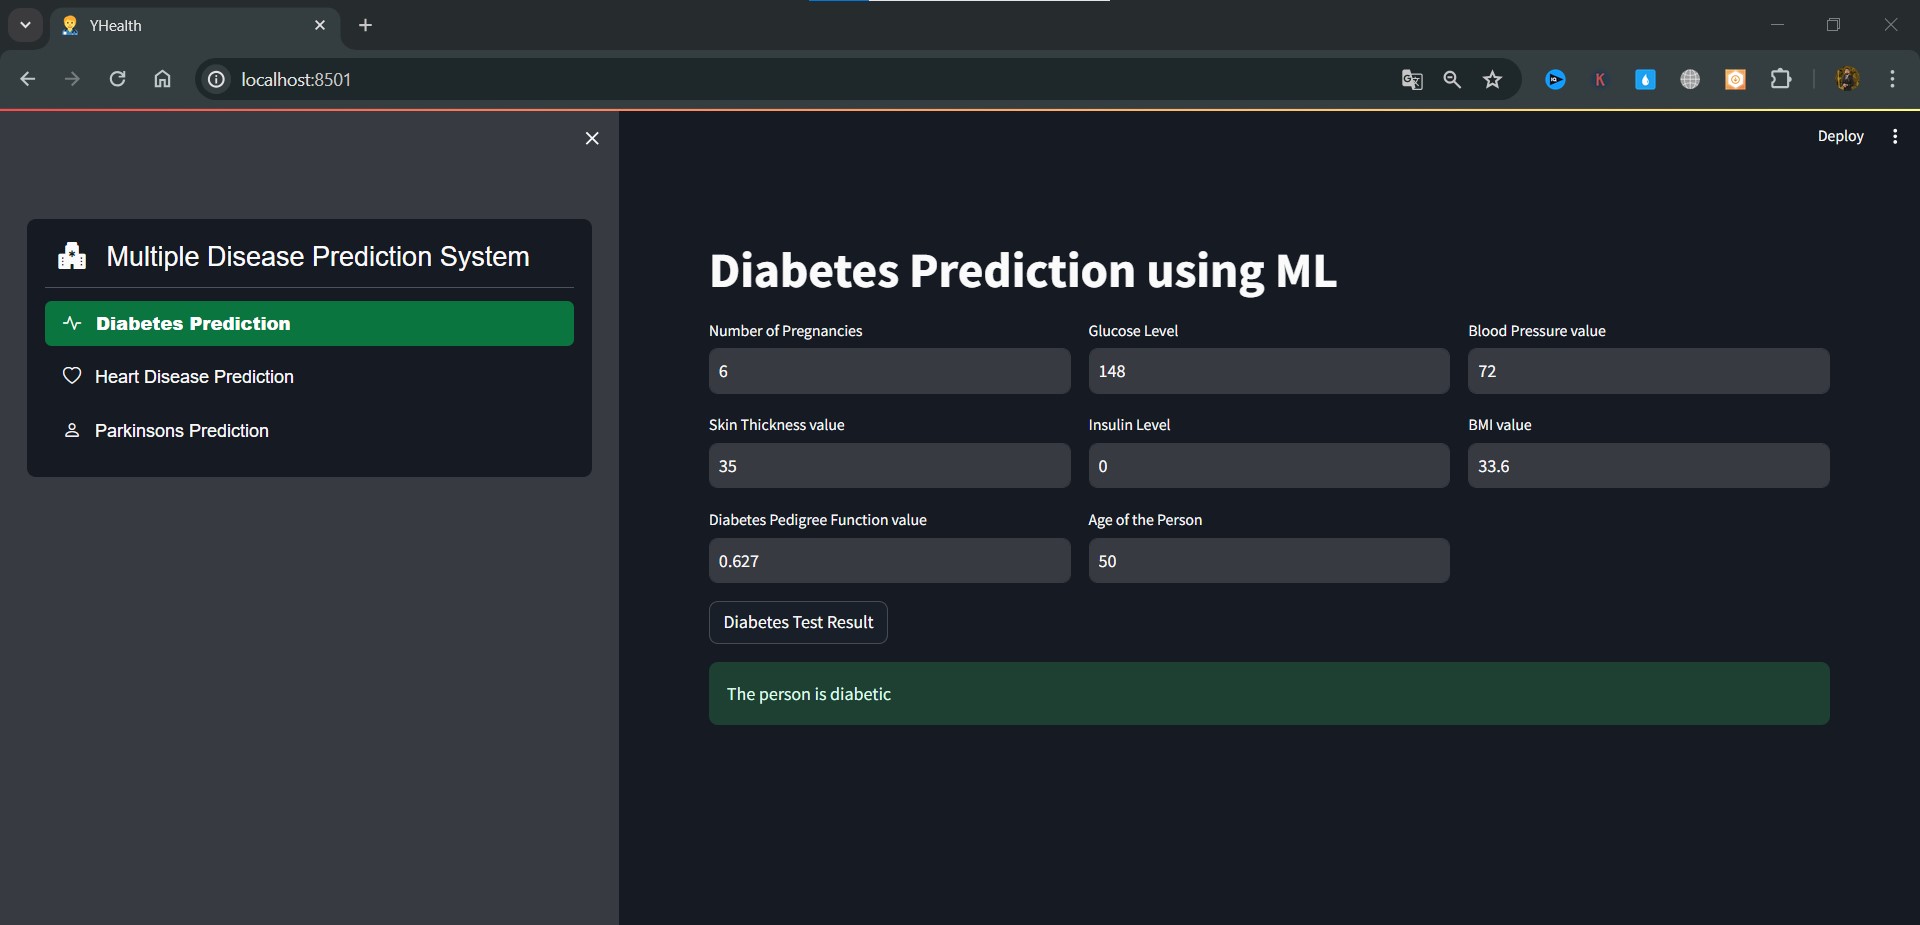 YHealth
localhost:8501
K
Deploy
Multiple Disease Prediction System
Diabetes Prediction
Heart Disease Prediction
Parkinsons Prediction
Diabetes Prediction using ML
Number of Pregnancies Glucose Level Blood Pressure value
6 148 72
Skin Thickness value Insulin Level BMI value
35 0 33.6
Diabetes Pedigree Function value Age of the Person
0.627 50
Diabetes Test Result
The person is diabetic